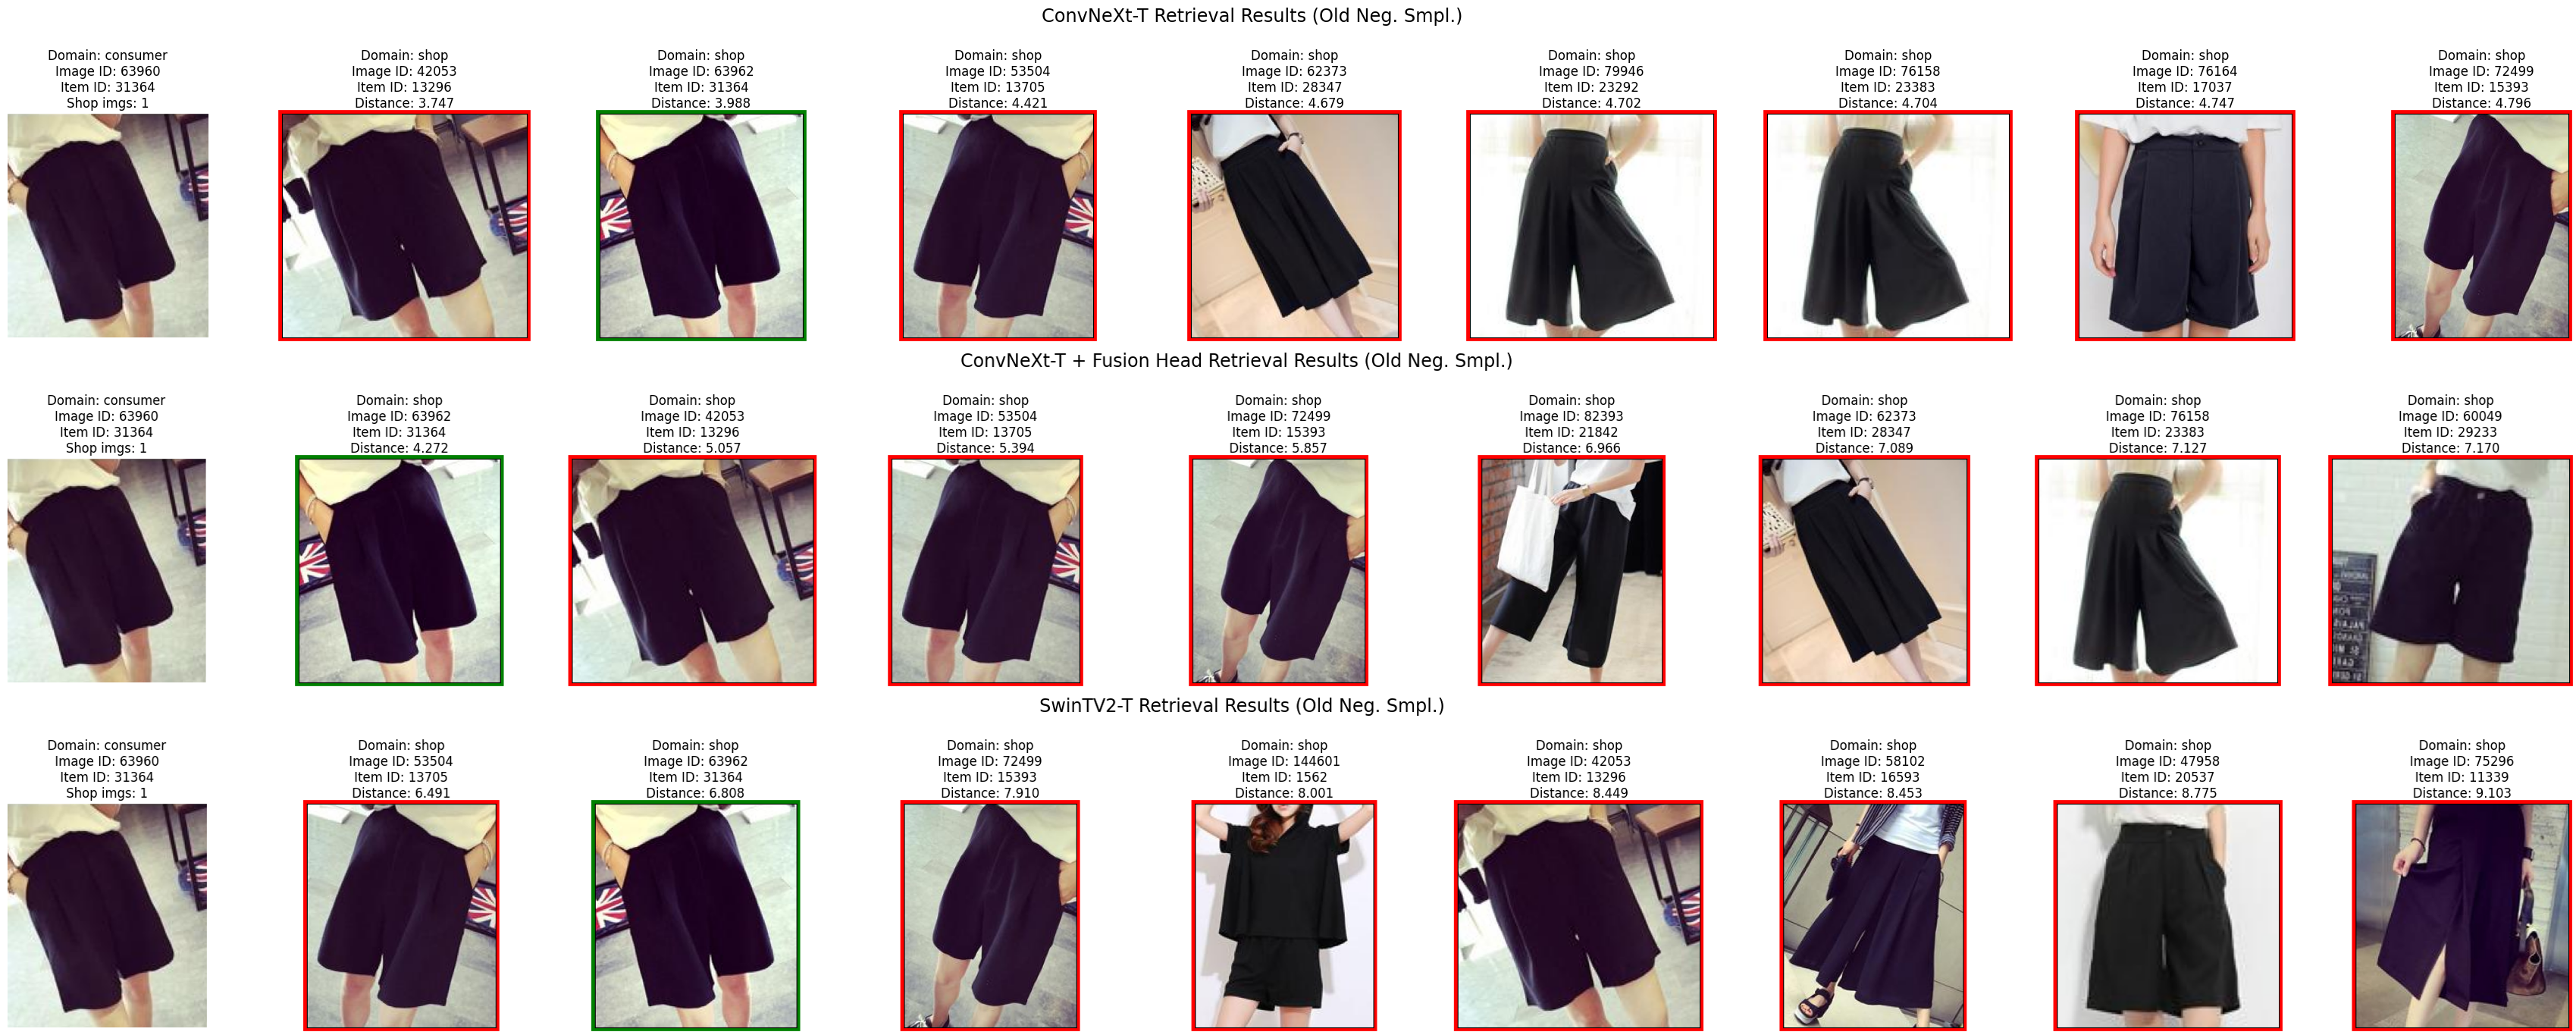 ConvNeXt-T Retrieval Results (Old Neg. Smpl.)
Domain: consumer
Image ID: 63960
Item ID: 31364
Shop imgs: 1
Domain: shop
Image ID: 42053
Item ID: 13296
Distance: 3.747
Domain: shop
Image ID: 63962
Item ID: 31364
Distance: 3.988
Domain: shop
Image ID: 53504
Item ID: 13705
Distance: 4.421
Domain: shop
Image ID: 62373
Item ID: 28347
Distance: 4.679
Domain: shop
Image ID: 79946
Item ID: 23292
Distance: 4.702
Domain: shop
Image ID: 76158
Item ID: 23383
Distance: 4.704
Domain: shop
Image ID: 76164
Item ID: 17037
Distance: 4.747
Domain: shop
Image ID: 72499
Item ID: 15393
Distance: 4.796
ConvNeXt-T + Fusion Head Retrieval Results (Old Neg. Smpl.)
Domain: consumer
Image ID: 63960
Item ID: 31364
Shop imgs: 1
Domain: shop
Image ID: 63962
Item ID: 31364
Distance: 4.272
Domain: shop
Image ID: 42053
Item ID: 13296
Distance: 5.057
Domain: shop
Image ID: 53504
Item ID: 13705
Distance: 5.394
Domain: shop
Image ID: 72499
Item ID: 15393
Distance: 5.857
Domain: shop
Image ID: 82393
Item ID: 21842
Distance: 6.966
Domain: shop
Image ID: 62373
Item ID: 28347
Distance: 7.089
Domain: shop
Image ID: 76158
Item ID: 23383
Distance: 7.127
Domain: shop
Image ID: 60049
Item ID: 29233
Distance: 7.170
SwinTV2-T Retrieval Results (Old Neg. Smpl.)
Domain: consumer
Image ID: 63960
Item ID: 31364
Shop imgs: 1
Domain: shop
Image ID: 53504
Item ID: 13705
Distance: 6.491
Domain: shop
Image ID: 63962
Item ID: 31364
Distance: 6.808
Domain: shop
Image ID: 72499
Item ID: 15393
Distance: 7.910
Domain: shop
Image ID: 144601
Item ID: 1562
Distance: 8.001
Domain: shop
Image ID: 42053
Item ID: 13296
Distance: 8.449
Domain: shop
Image ID: 58102
Item ID: 16593
Distance: 8.453
Domain: shop
Image ID: 47958
Item ID: 20537
Distance: 8.775
Domain: shop
Image ID: 75296
Item ID: 11339
Distance: 9.103